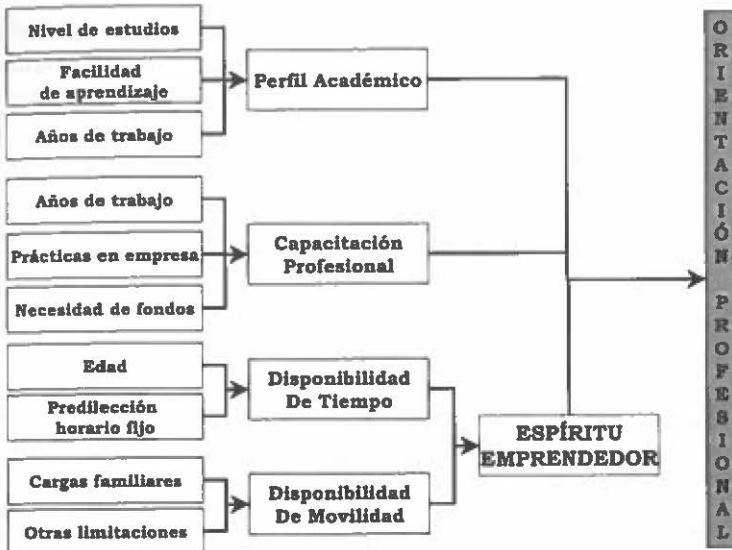 Nivel de estudios
Facilidad
de aprendizaje
Años de trabajo
Perfil Académico
Años de trabajo
Prácticas en empresa
Necesidad de fondos
Capacitación
Profesional
Edad
Predilección
horario fijo
Disponibilidad
De Tiempo
Cargas familiares
Otras limitaciones
Disponibilidad
De Movilidad
ESPÍRITU
EMPRENDEDOR
ORIENTACIÓN PROFESIONAL